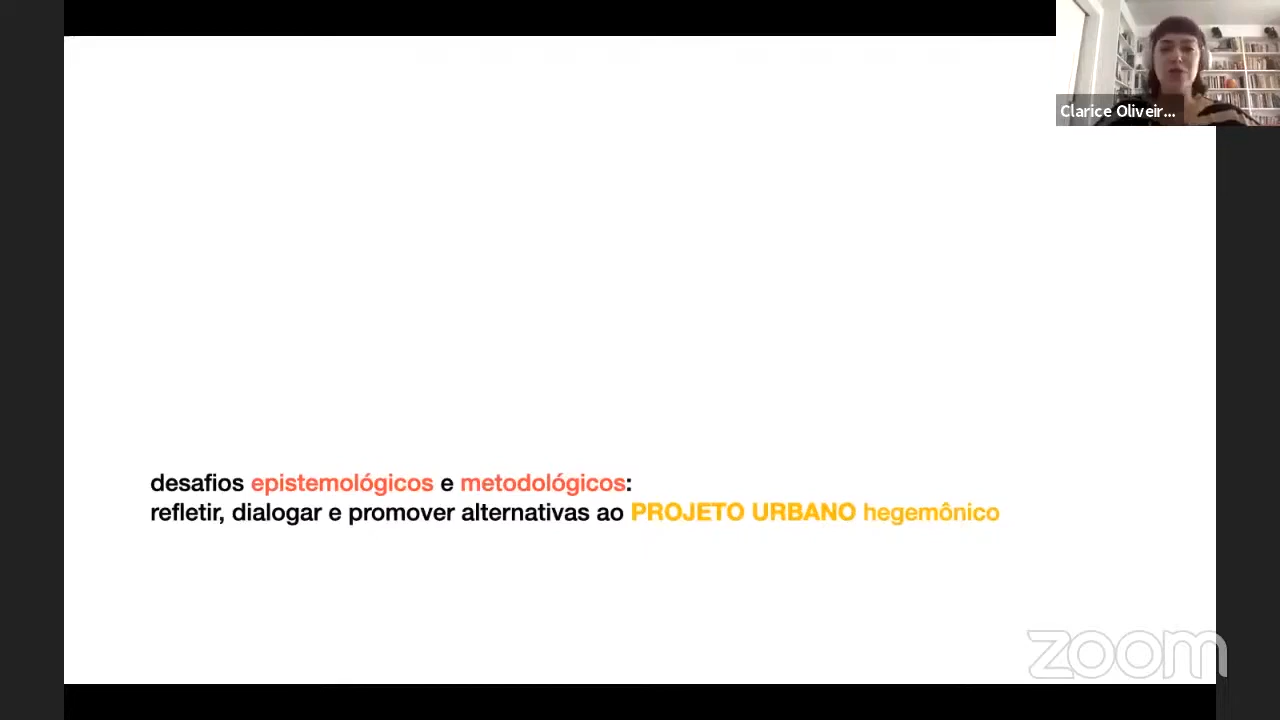 Clarice Oliveir...
desafios epistemológicos e metodológicos:
refletir, dialogar e promover alternativas ao PROJETO URBANO hegemônico
zoom